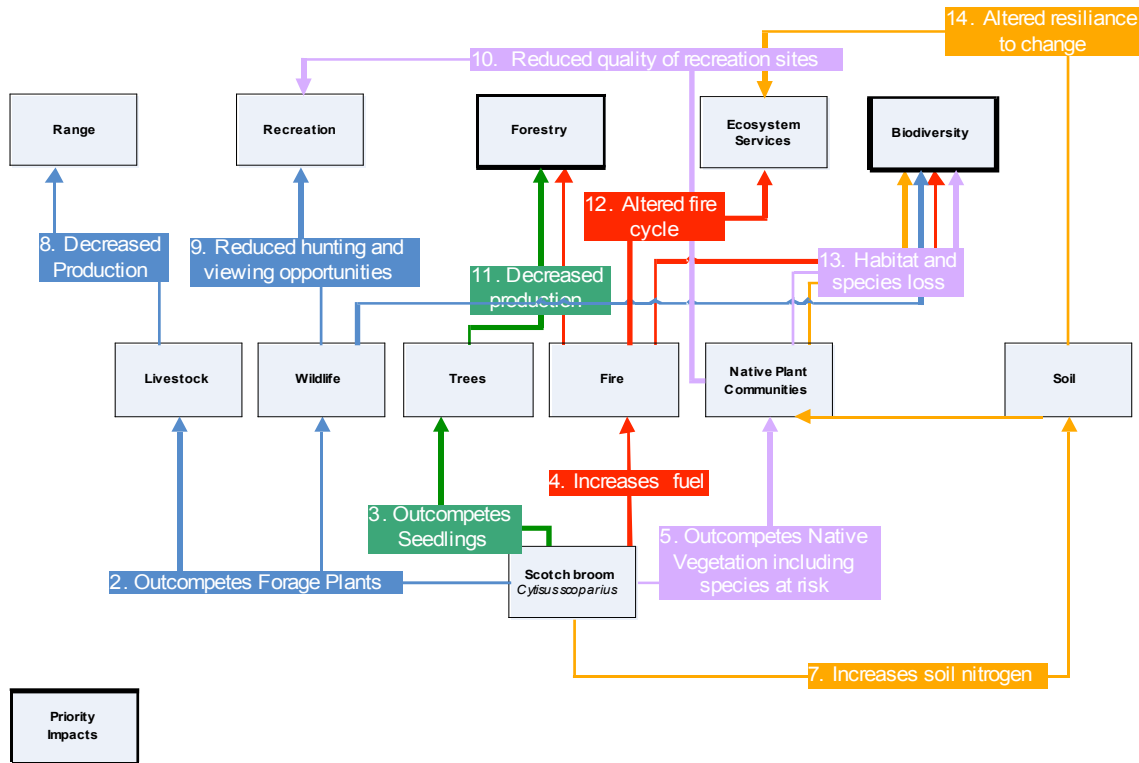 14. Altered resiliance
to change
10. Reduced quality of recreation sites
Range
Recreation
Forestry
Ecosystem
Services
Biodiversity
12. Altered fire
cycle
8. Decreased
Production
9. Reduced hunting and
viewing opportunities
11. Decreased
production
13. Habitat and
species loss
Livestock
Wildlife
Trees
Fire
Native Plant
Communities
Soil
4. Increases fuel
3. Outcompetes
Seedlings
5. Outcompetes Native
Vegetation including
species at risk
2. Outcompetes Forage Plants
Scotch broom
Cytisus scoparius
7. Increases soil nitrogen
Priority
Impacts